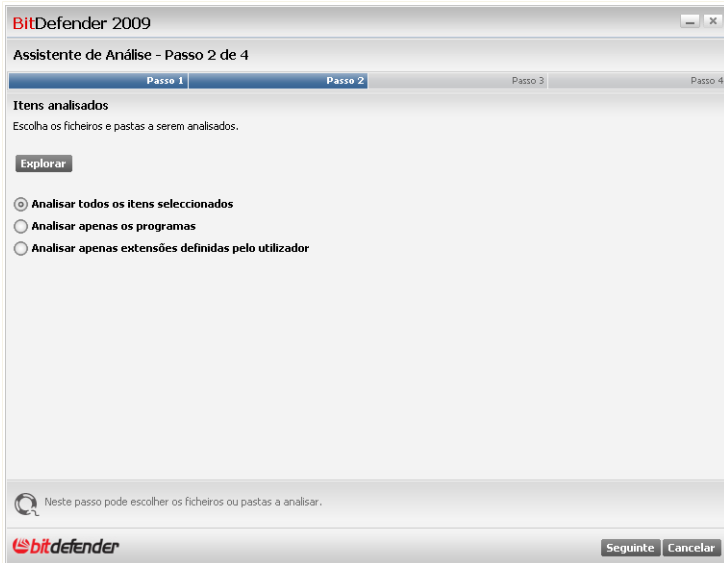 BitDefender 2009
Assistente de Análise - Passo 2 de 4
Passo 1 Passo 2 Passo 3 Passo 4
Itens analisados
Escolha os ficheiros e pastas a serem analisados.
Explorar
Analisar todos os itens seleccionados
Analisar apenas os programas
Analisar apenas extensões definidas pelo utilizador
Neste passo pode escolher os ficheiros ou pastas a analisar.
bitdefender
Seguinte Cancelar